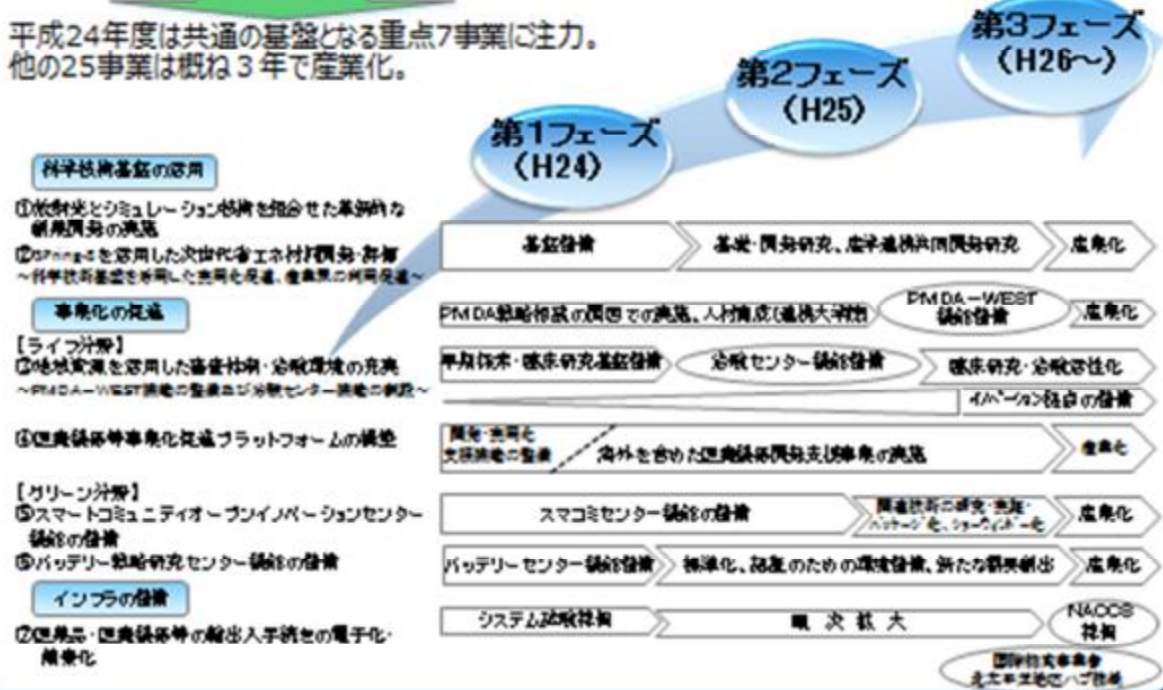 平成24年度は共通の基盤となる重点7事業に注力。
他の25事業は概ね3年で産業化。
第1フェーズ
（H24）
第2フェーズ
（H25）
第3フェーズ
（H26～）
科学技術基盤の活用
①放射光とシミュレーション技術を組合せた革新的な
創薬開発の実施
②SPring-8を活用した次世代省エネ材料開発・評価
～科学技術基盤を活用した実用化促進、産業界の利用促進～
基盤整備
基礎・開発研究、産学連携共同開発研究
産業化
事業化の促進
【ライフ分野】
③地域資源を活用した審査体制・治験環境の充実
～PMDA－WEST機能の整備及び治験センター機能の創設～
PMDA戦略相談の関西での実施、人材育成（連携大学院）
PMDA－WEST
機能整備
産業化
早期・臨床研究基盤整備
治験センター機能整備
臨床研究・治験活性化
イノベーション拠点の整備
④医療機器等事業化促進プラットフォームの構築
開発・実用化
支援機能の整備
海外を含めた医療機器開発支援事業の実施
産業化
【グリーン分野】
⑤スマートコミュニティオープンイノベーションセンター
機能の整備
スマコミセンター機能の整備
関連技術の研究・実証・
パッケージ化、ショーウィンドー化
産業化
⑥バッテリー戦略研究センター機能の整備
バッテリーセンター機能整備
標準化、認証のための環境整備、新たな需要創出
産業化
インフラの整備
⑦医薬品・医療機器等の輸出入手続きの電子化・
簡素化
システム試験稼働
順次拡大
NACCS
稼働